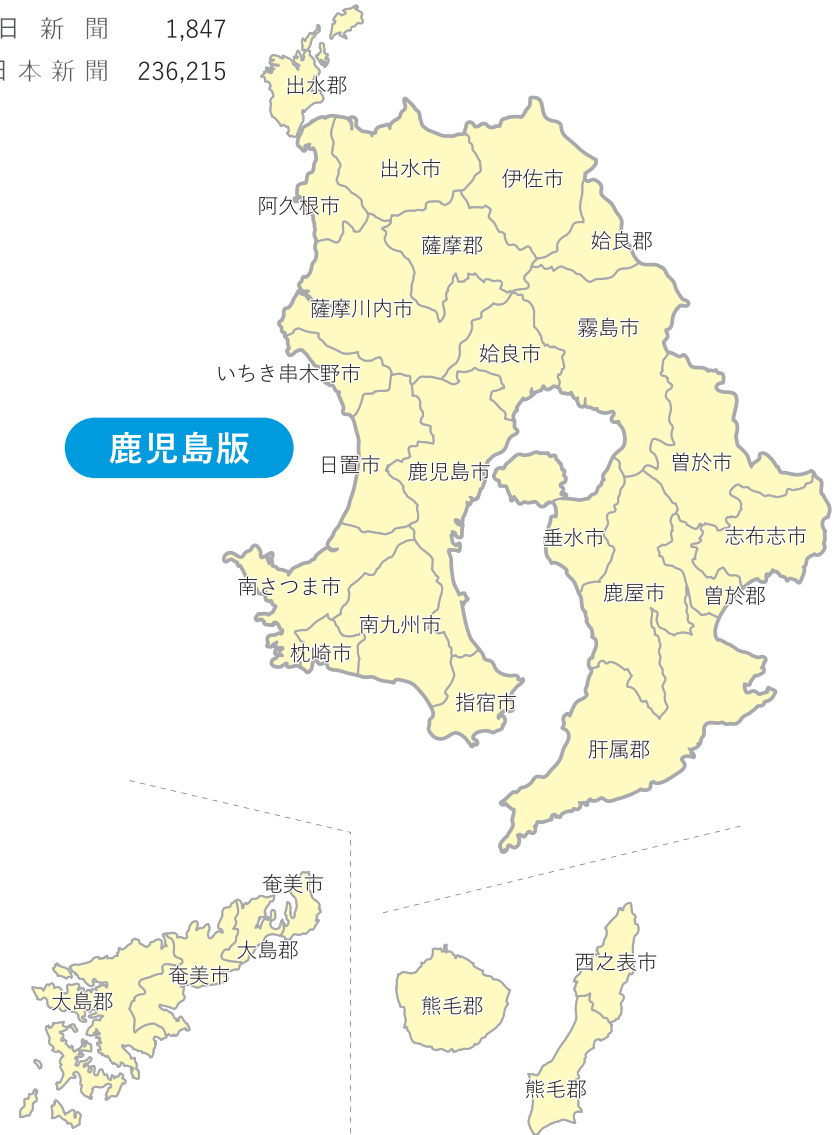 日新聞 1,847
日本新聞 236,215
出水郡
出水市
伊佐市
阿久根市
薩摩郡
姶良郡
薩摩川内市
霧島市
姶良市
いちき串木野市
鹿児島版
日置市
鹿児島市
曽於市
垂水市
志布志市
南さつま市
鹿屋市
曽於郡
南九州市
枕崎市
指宿市
肝属郡
奄美市
大島郡
奄美市
大島郡
西之表市
熊毛郡
熊毛郡